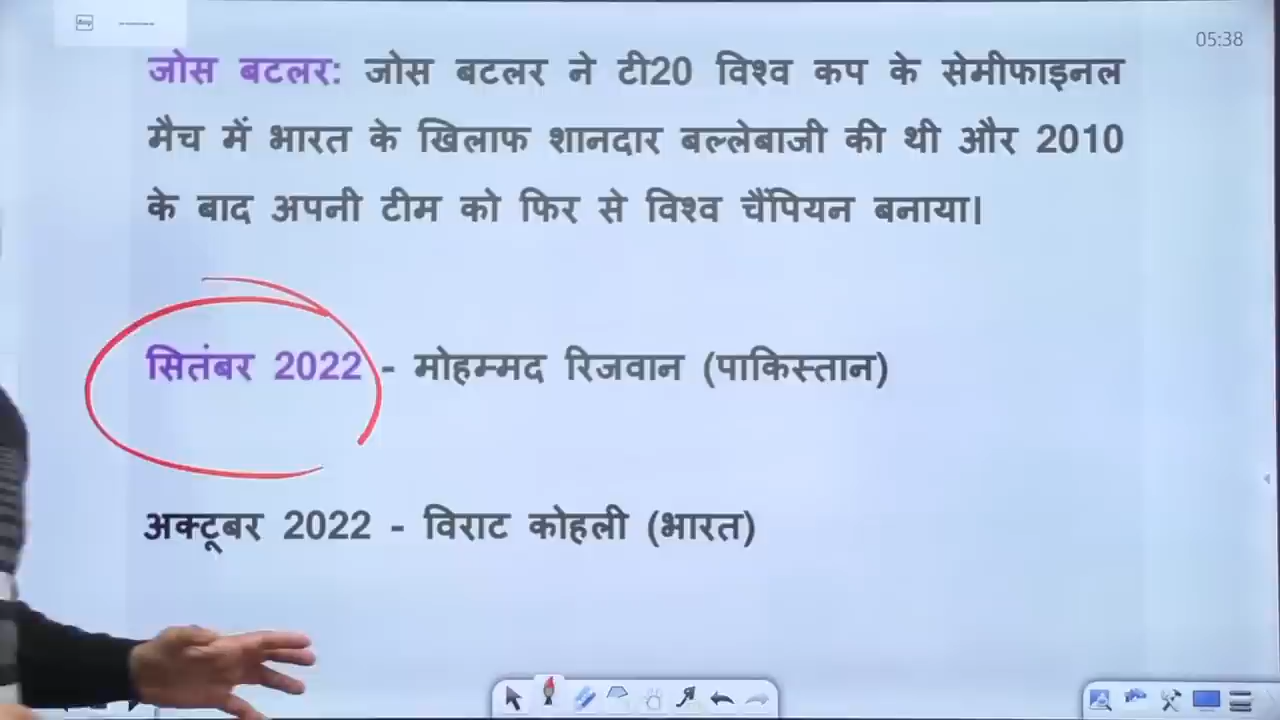 05:38
जोस बटलर: जोस बटलर ने टी20 विश्व कप के सेमीफाइनल
मैच में भारत के खिलाफ शानदार बल्लेबाजी की थी और 2010
के बाद अपनी टीम को फिर से विश्व चैंपियन बनाया।
सितंबर 2022 - मोहम्मद रिजवान (पाकिस्तान)
अक्टूबर 2022 - विराट कोहली (भारत)